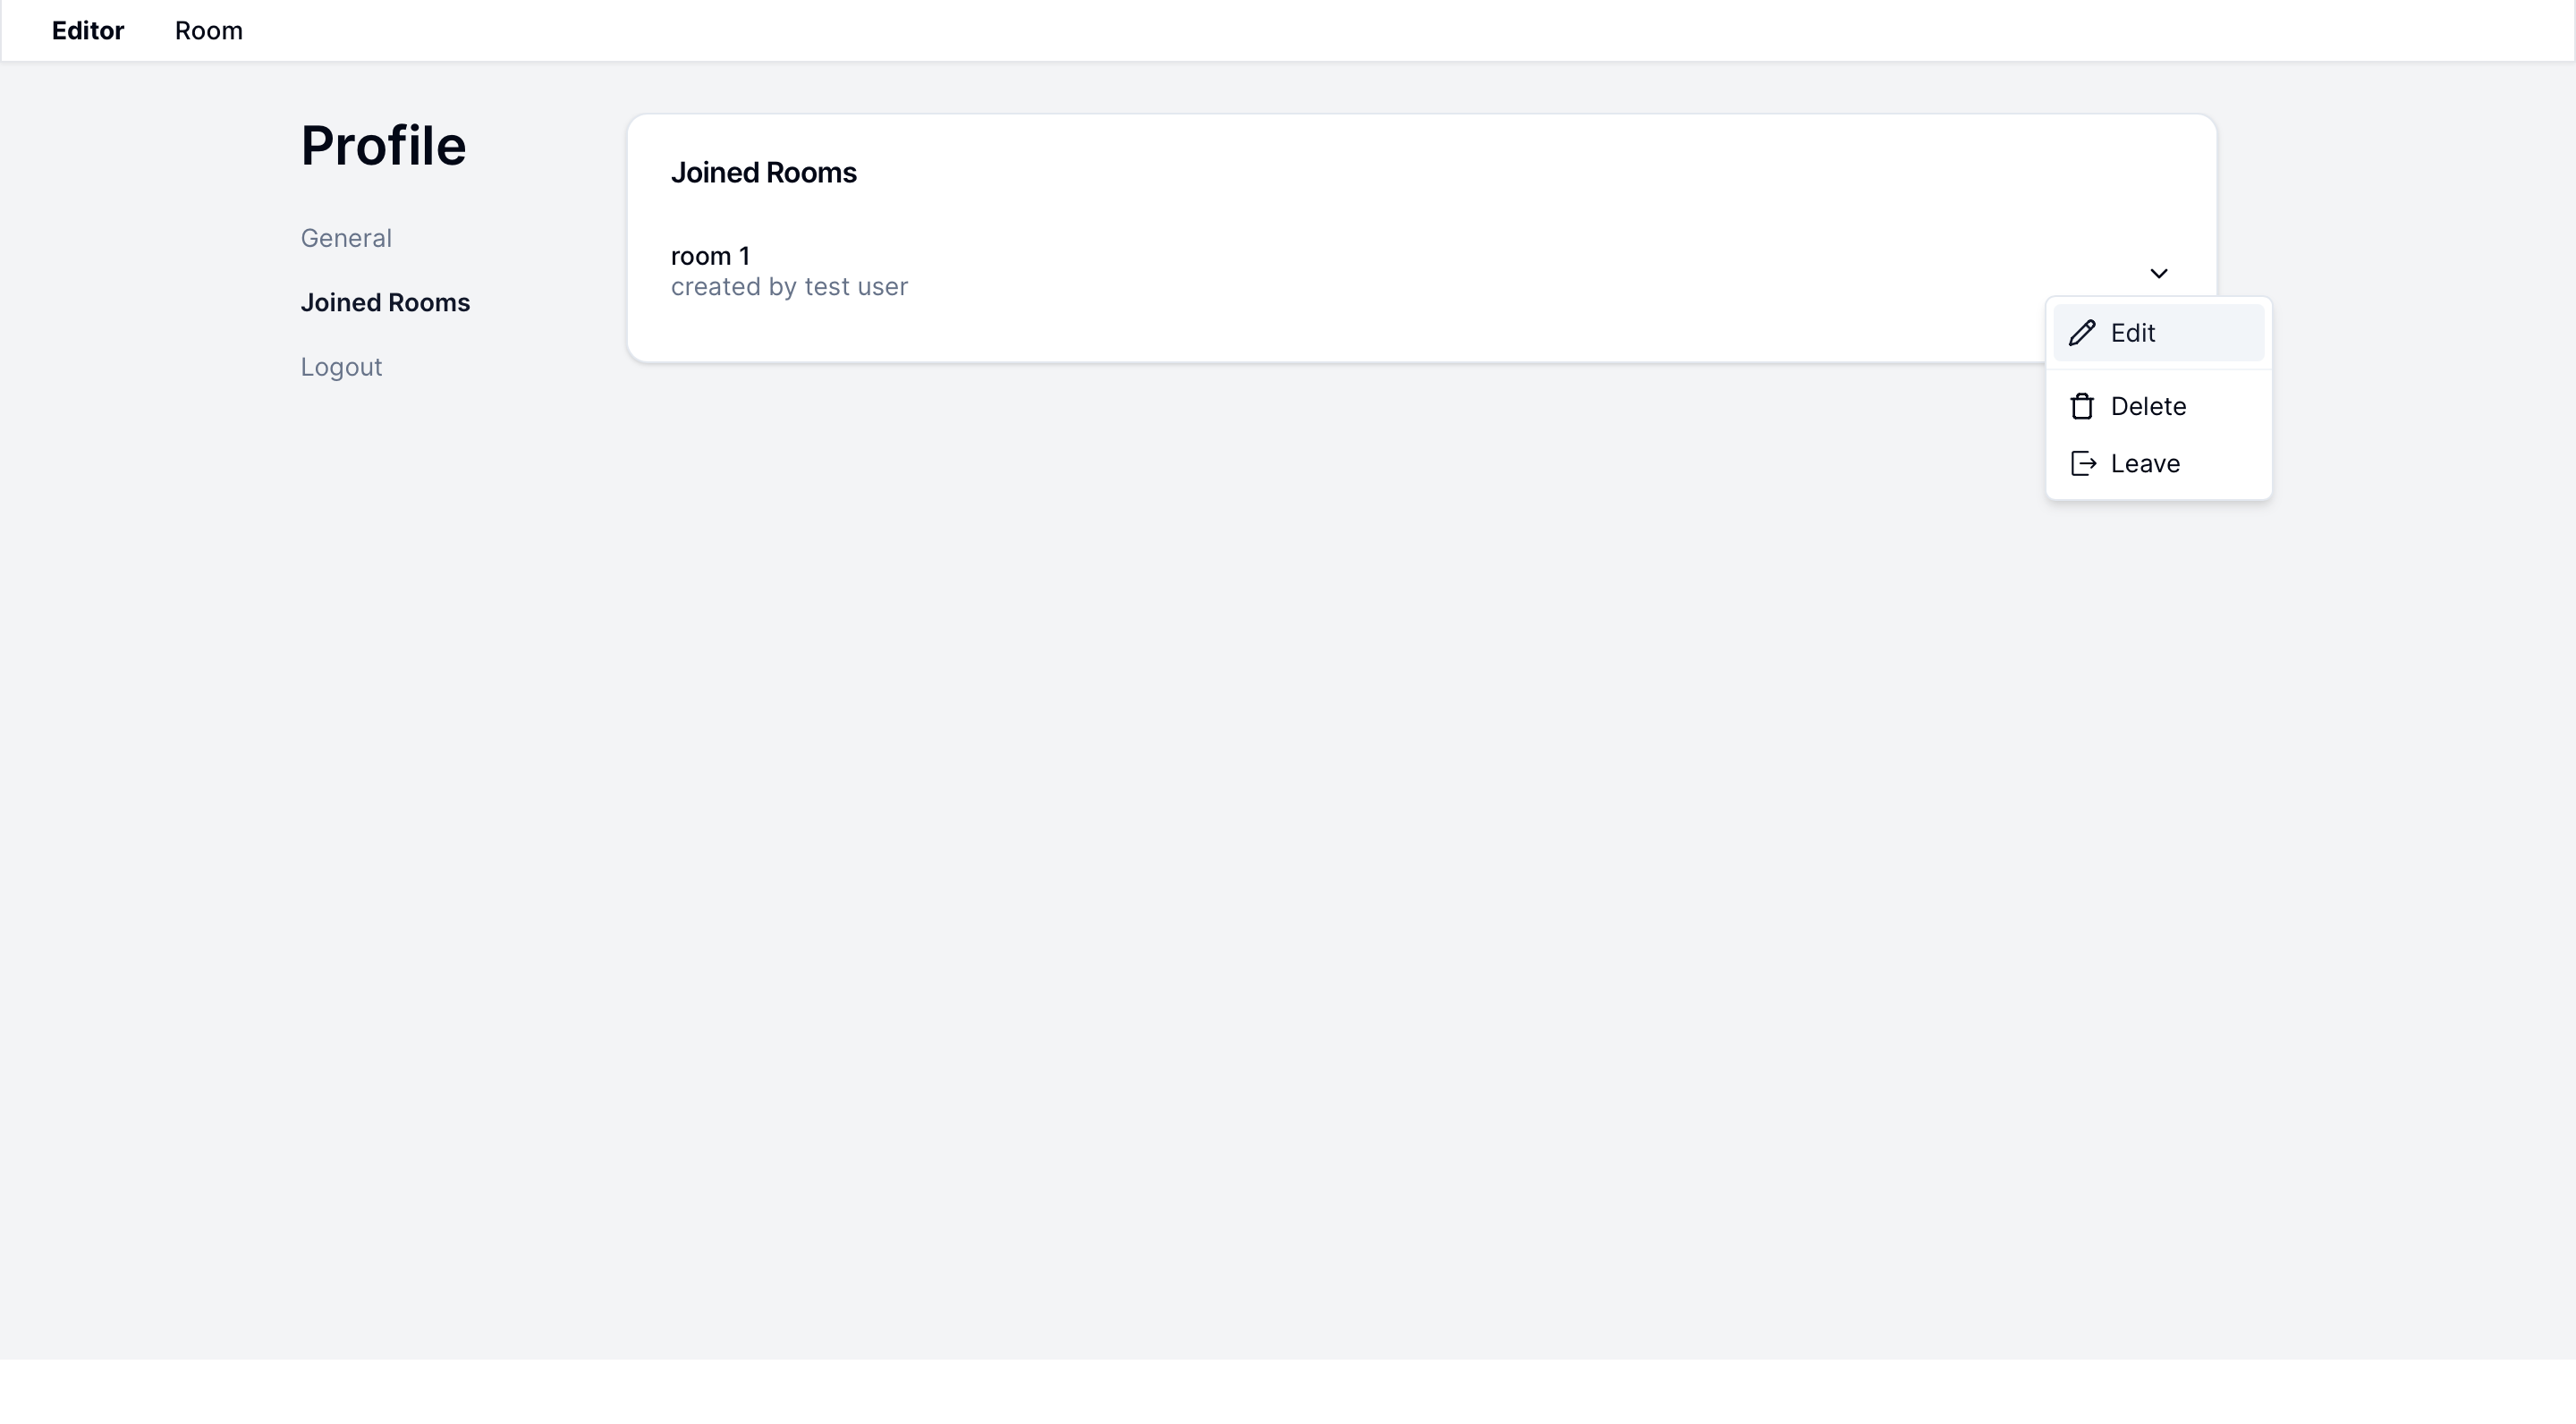 Editor Room
Profile
General
Joined Rooms
Logout
Joined Rooms
room 1
created by test user
Edit
Delete
Leave